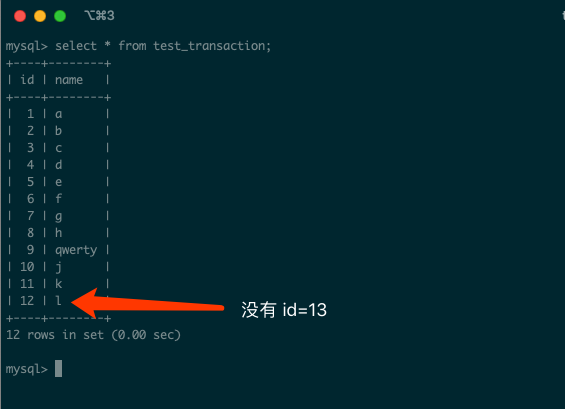 ⌥⌘3
mysql> select * from test_transaction;
+----+--------+
| id | name   |
+----+--------+
|  1 | a      |
|  2 | b      |
|  3 | c      |
|  4 | d      |
|  5 | e      |
|  6 | f      |
|  7 | g      |
|  8 | h      |
|  9 | qwerty |
| 10 | j      |
| 11 | k      |
| 12 | l      |
没有 id=13
+----+--------+
12 rows in set (0.00 sec)
mysql>